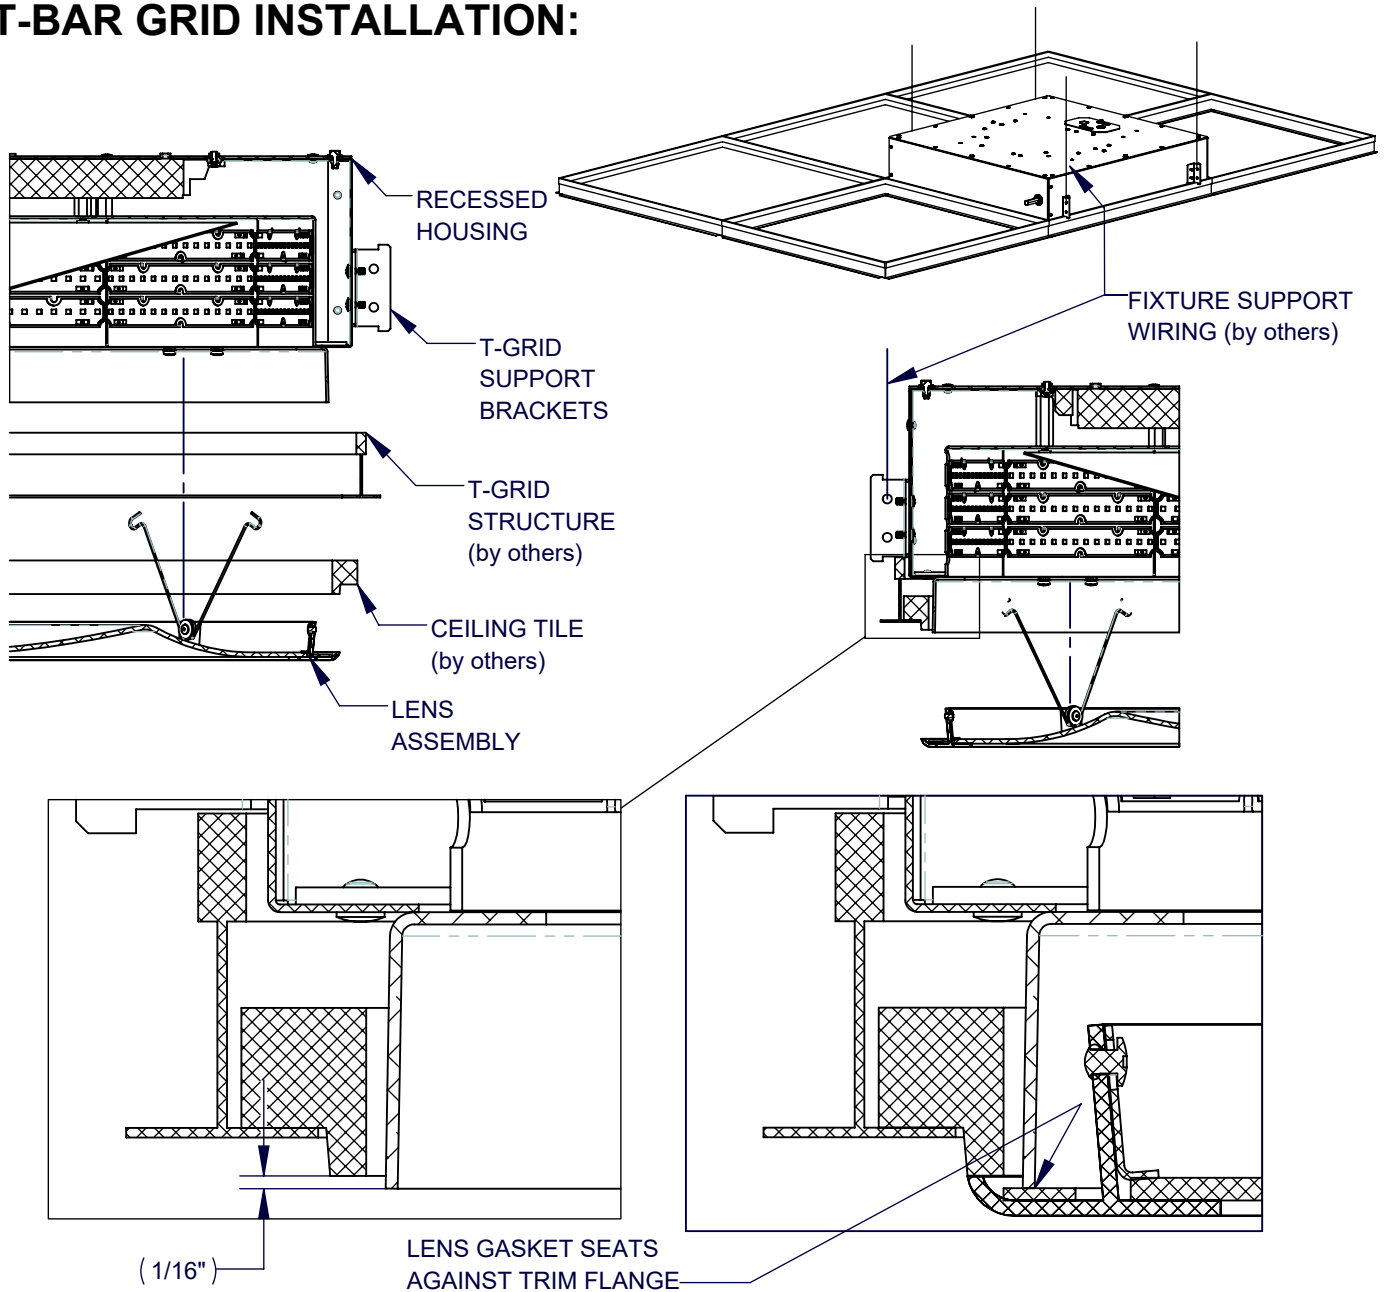 T-BAR GRID INSTALLATION:
RECESSED
HOUSING
T-GRID
SUPPORT
BRACKETS
T-GRID
STRUCTURE
(by others)
CEILING TILE
(by others)
LENS
ASSEMBLY
FIXTURE SUPPORT
WIRING (by others)
(1/16")
LENS GASKET SEATS
AGAINST TRIM FLANGE